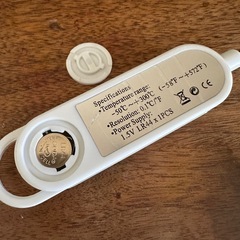 Specifications
•Temperature range:
-50℃ ~ +300℃ (-58°F ~ +572°F)
•Resolution: 0.1℃/°F
•Power Supply:
1.5V LR44 x 1PCS